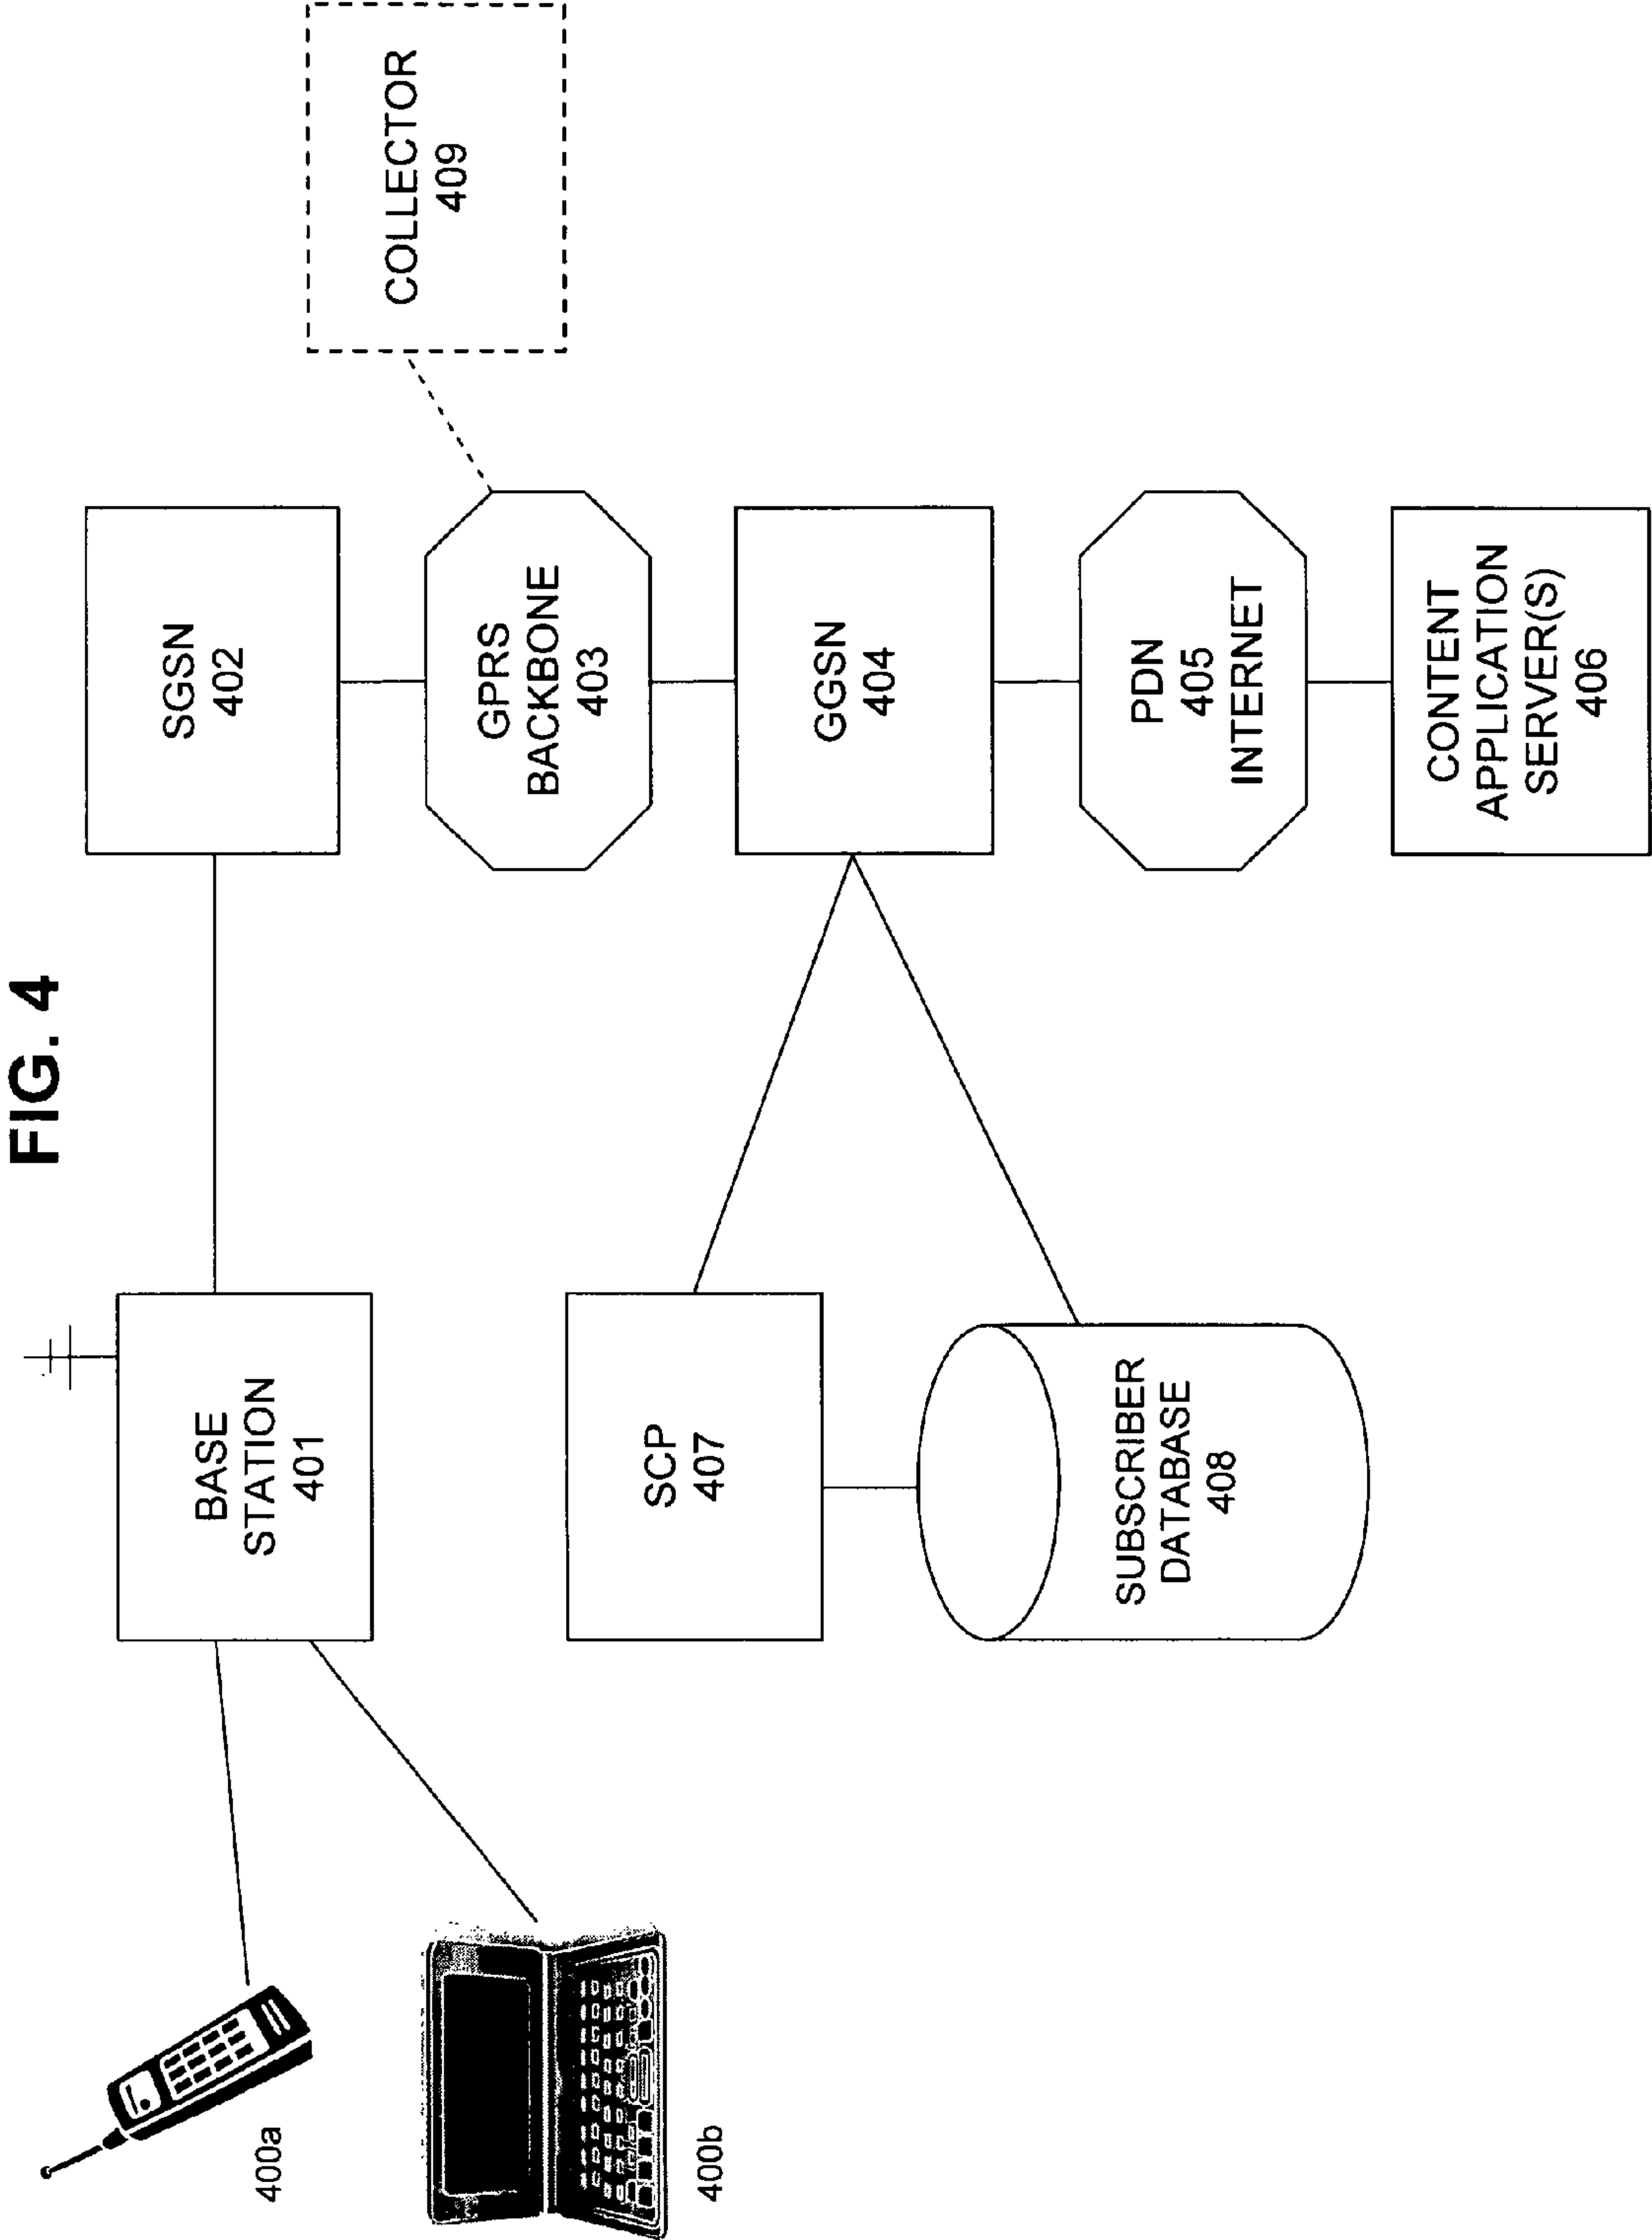 FIG. 4
400a
400b
BASE
STATION
401
SCP
407
SUBSCRIBER
DATABASE
408
SGSN
402
GPRS
BACKBONE
403
GGSN
404
PDN
405
INTERNET
CONTENT
APPLICATION
SERVER(S)
406
COLLECTOR
409